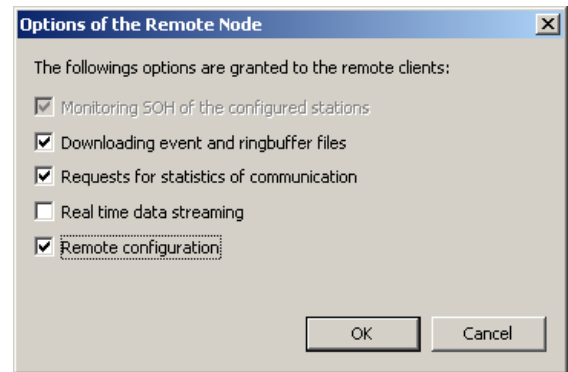 Options of the Remote Node
The followings options are granted to the remote clients:
Monitoring SOH of the configured stations
Downloading event and ringbuffer files
Requests for statistics of communication
Real time data streaming
Remote configuration
OK Cancel